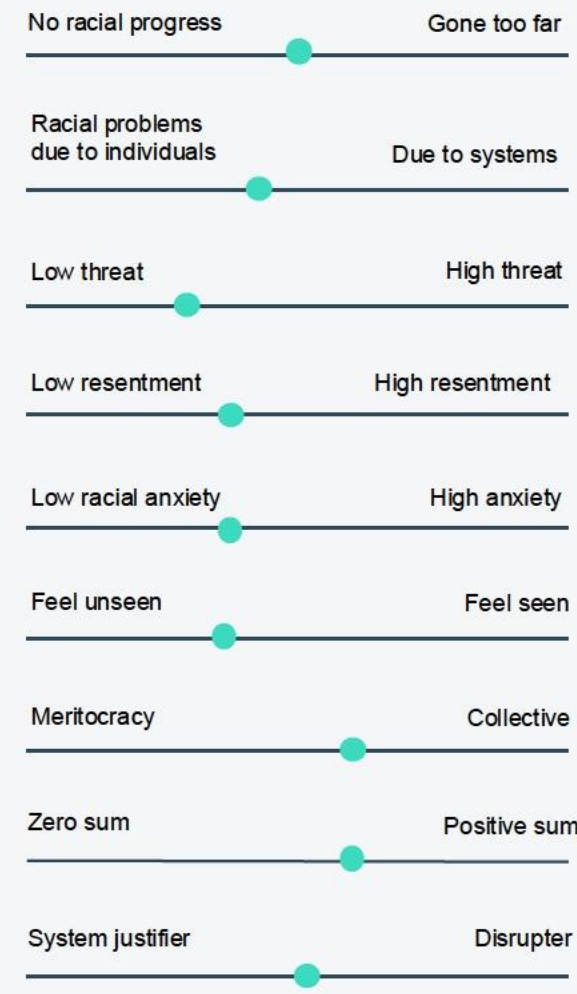 No racial progress
Gone too far
Racial problems
due to individuals
Due to systems
Low threat
High threat
Low resentment
High resentment
Low racial anxiety
High anxiety
Feel unseen
Feel seen
Meritocracy
Collective
Zero sum
Positive sum
System justifier
Disrupter